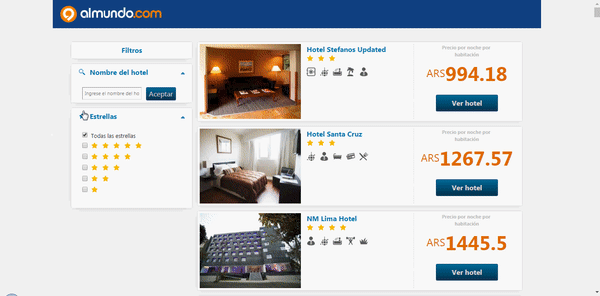 almundo.com
Filtros
Nombre del hotel
Ingrese el nombre del ho
Aceptar
Estrellas
Todas las estrellas
Hotel Stefanos Updated
Precio por noche por
habitación
ARS994.18
Ver hotel
Hotel Santa Cruz
Precio por noche por
habitación
ARS1267.57
Ver hotel
NM Lima Hotel
Precio por noche por
habitación
ARS1445.5
Ver hotel